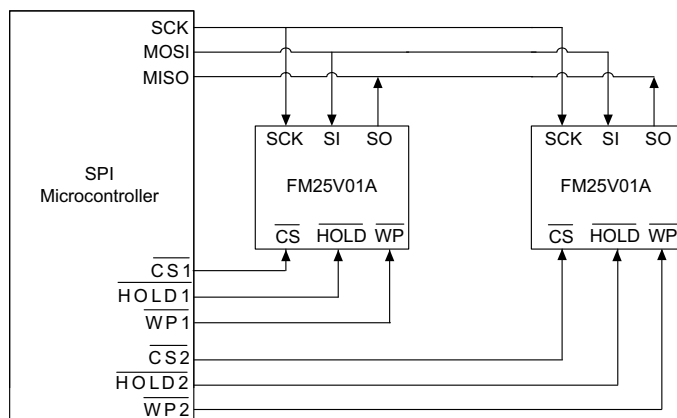 SCK
MOSI
MISO
SCK SI SO
SCK SI SO
SPI
Microcontroller
FM25V01A
FM25V01A
CS HOLD WP
CS HOLD WP
CS1
HOLD1
WP1
CS2
HOLD2
WP2